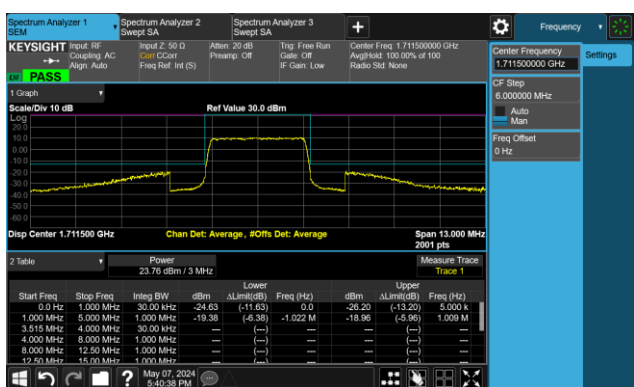 Spectrum Analyzer 1
SEM
Spectrum Analyzer 2
Swept SA
Spectrum Analyzer 3
Swept SA
+
Frequency
KEYSIGHT
Input: RF
Coupling: AC
Align: Auto
Input Z: 50 Ω
Corr CCorr
Freq Ref: Int (S)
Atten: 20 dB
Preamp: Off
Trig: Free Run
Gate: Off
IF Gain: Low
Center Freq: 1.711500000 GHz
Avg|Hold: 100.00% of 100
Radio Std: None
PASS
Center Frequency
1.711500000 GHz
Settings
CF Step
6.000000 MHz
Auto
Man
Freq Offset
0 Hz
1 Graph
Scale/Div 10 dB
Ref Value 30.0 dBm
Log
20.0
10.0
0.00
-10.0
-20.0
-30.0
-40.0
-50.0
-60.0
Disp Center 1.711500 GHz
Chan Det: Average, #Offs Det: Average
Span 13.000 MHz
2001 pts
2 Table
Power
23.76 dBm / 3 MHz
Measure Trace
Trace 1
Lower Upper
Start Freq Stop Freq Integ BW dBm ΔLimit(dB) Freq (Hz) dBm ΔLimit(dB) Freq (Hz)
0.0 Hz 1.000 MHz 30.00 kHz -24.63 (-11.63) 0.0 -26.20 (-13.20) 5.000 k
1.000 MHz 5.000 MHz 1.000 MHz -19.38 (-6.38) -1.022 M -18.96 (-5.96) 1.009 M
3.515 MHz 4.000 MHz 30.00 kHz --- (---) --- --- (---) ---
4.000 MHz 8.000 MHz 1.000 MHz --- (---) --- --- (---) ---
8.000 MHz 12.50 MHz 1.000 MHz --- (---) --- --- (---) ---
12.50 MHz 15.00 MHz 1.000 MHz --- (---) --- --- (---) ---
?
May 07, 2024
5:40:38 PM